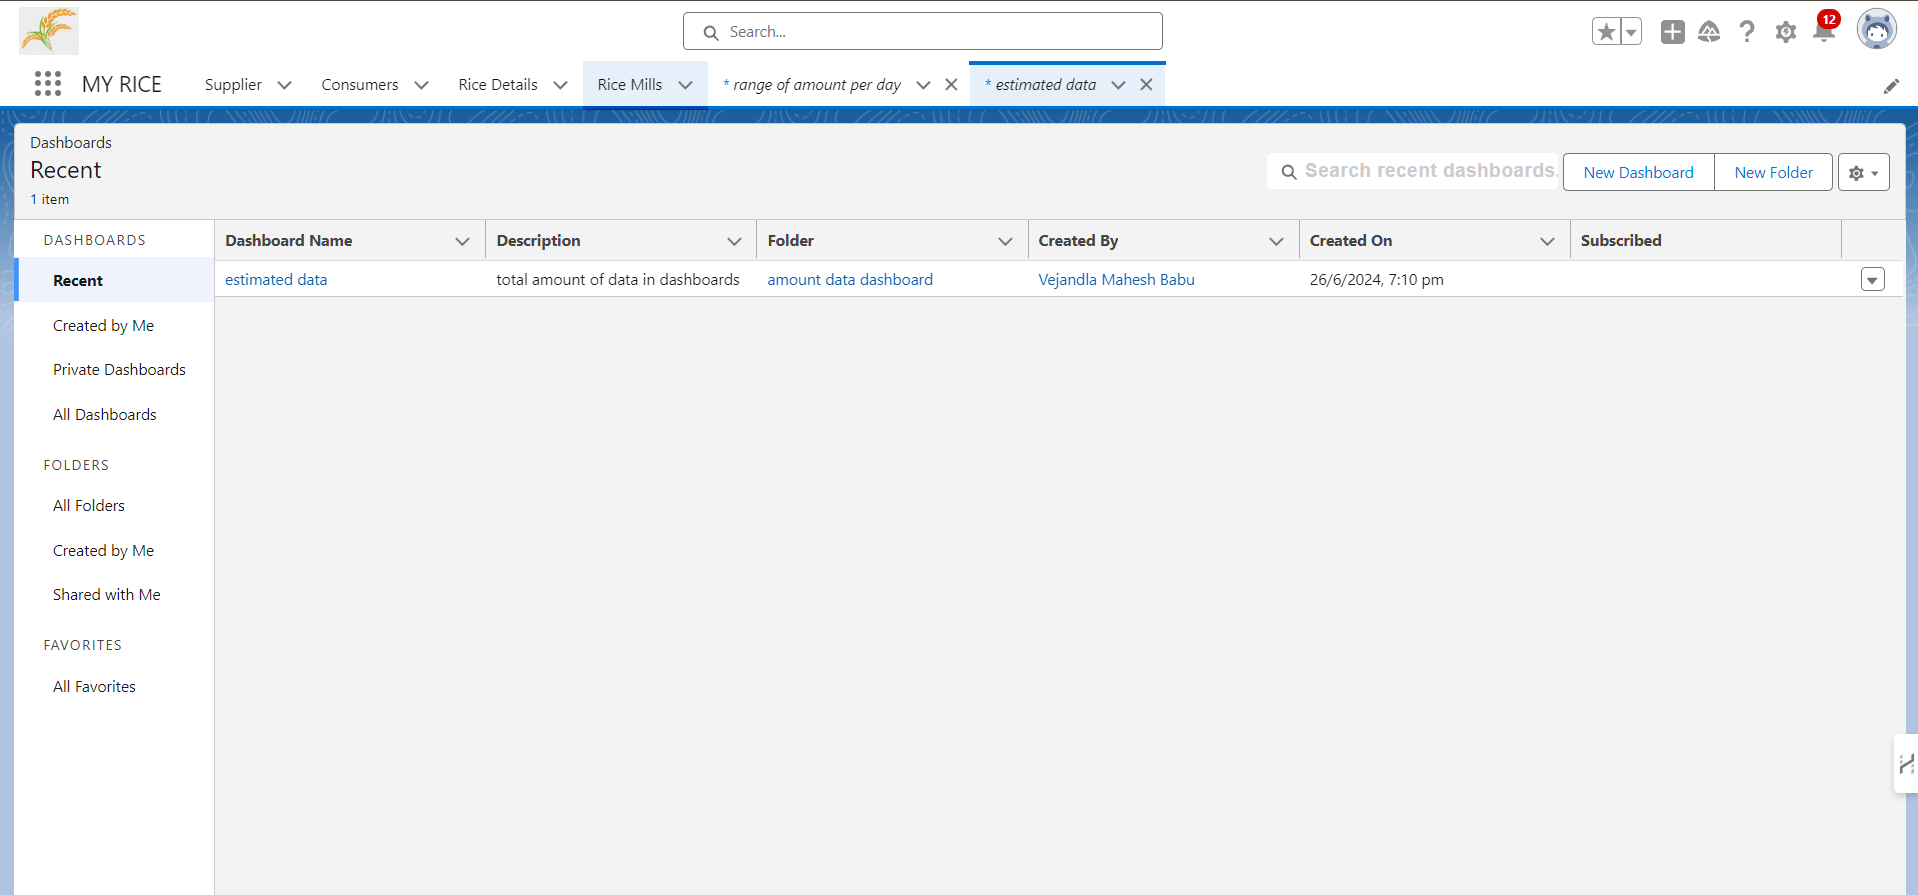 Search...
12
MY RICE
Supplier
Consumers
Rice Details
Rice Mills
* range of amount per day
* estimated data
Dashboards
Recent
1 item
Search recent dashboards.
New Dashboard
New Folder
DASHBOARDS
Recent
Created by Me
Private Dashboards
All Dashboards
FOLDERS
All Folders
Created by Me
Shared with Me
FAVORITES
All Favorites
Dashboard Name
Description
Folder
Created By
Created On
Subscribed
estimated data
total amount of data in dashboards
amount data dashboard
Vejandla Mahesh Babu
26/6/2024, 7:10 pm